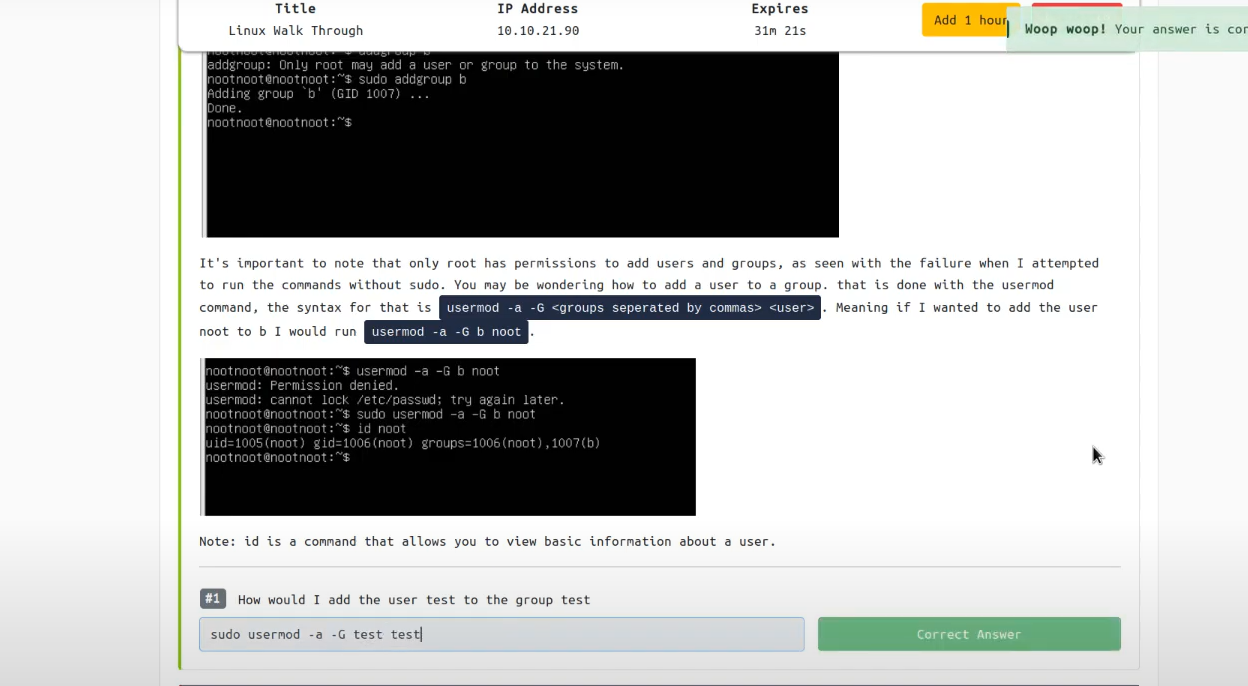 Title IP Address Expires
Linux Walk Through 10.10.21.90 31m 21s
Add 1 hour
Woop woop! Your answer is cor
addgroup: Only root may add a user or group to the system.
nootnoot@nootnoot:~$ sudo addgroup b
Adding group `b' (GID 1007) ...
Done.
nootnoot@nootnoot:~$
It's important to note that only root has permissions to add users and groups, as seen with the failure when I attempted
to run the commands without sudo. You may be wondering how to add a user to a group. that is done with the usermod
command, the syntax for that is usermod -a -G <groups seperated by commas> <user> . Meaning if I wanted to add the user
noot to b I would run usermod -a -G b noot .
nootnoot@nootnoot:~$ usermod -a -G b noot
usermod: Permission denied.
usermod: cannot lock /etc/passwd; try again later.
nootnoot@nootnoot:~$ sudo usermod -a -G b noot
nootnoot@nootnoot:~$ id noot
uid=1005(noot) gid=1006(noot) groups=1006(noot),1007(b)
nootnoot@nootnoot:~$
Note: id is a command that allows you to view basic information about a user.
#1 How would I add the user test to the group test
sudo usermod -a -G test test
Correct Answer